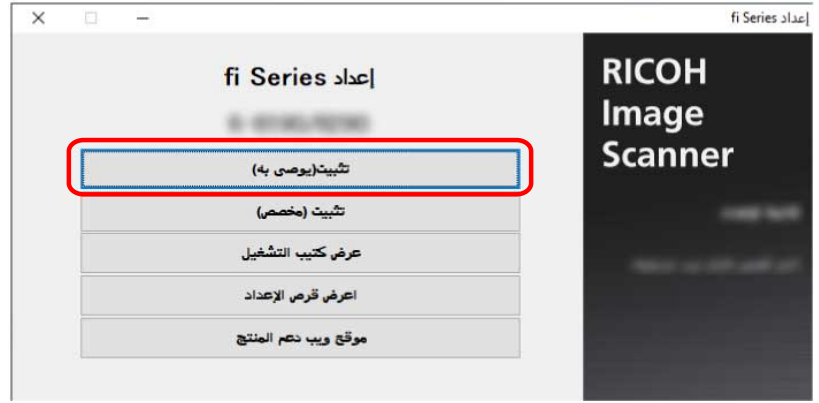 إعداد fi Series
RICOH
Image
Scanner
إعداد fi Series
تثبيت(يوصى به)
تثبيت (مخصص)
عرض كتيب التشغيل
اعرض قرص الإعداد
موقع ويب دعم المنتج